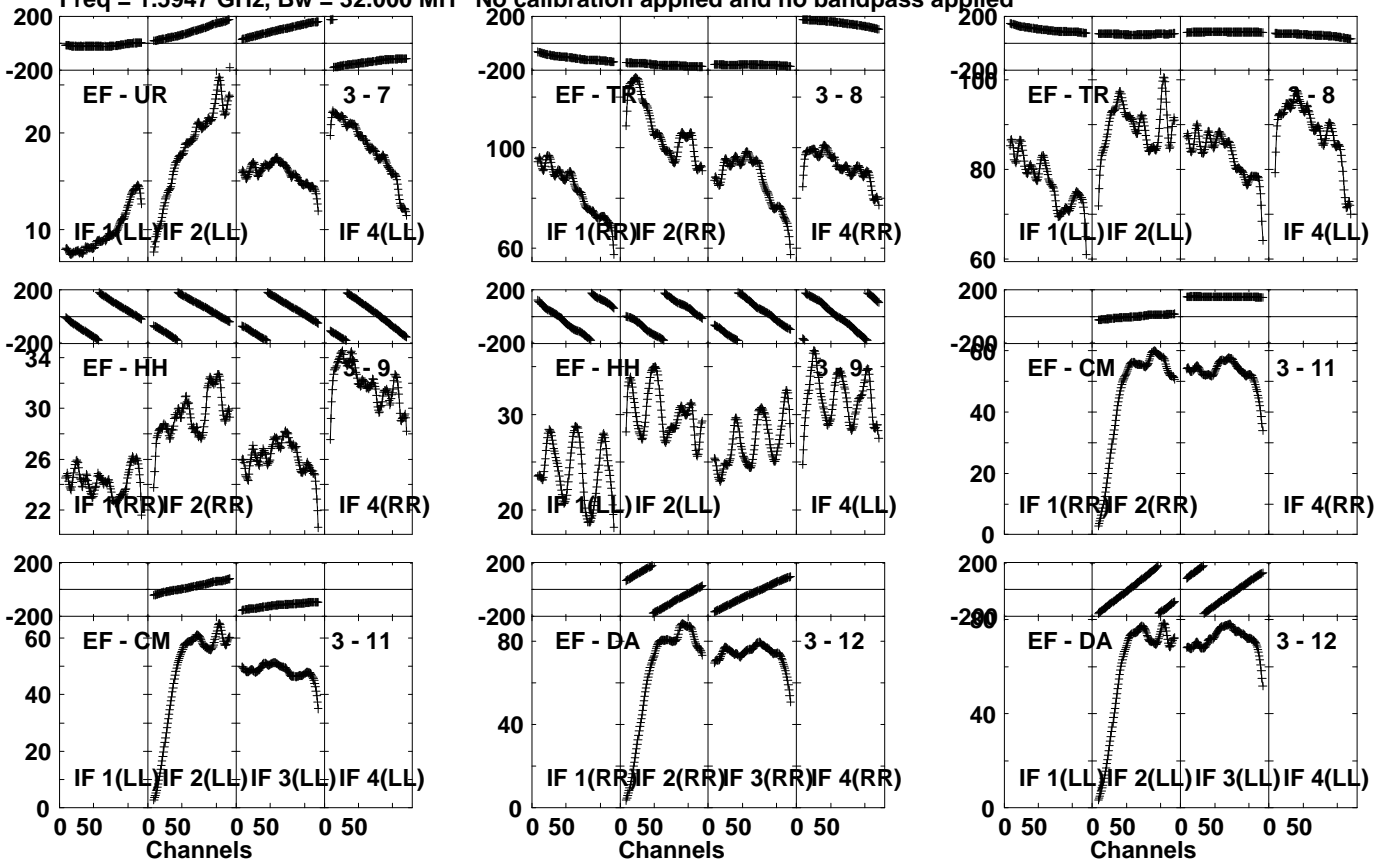 Freq = 1.5947 GHz, Bw = 32.000 MH No calibration applied and no bandpass applied
200 200 200
-200 -200 -200
EF - UR 3 - 7 EF - TR 3 - 8 EF - TR 3 - 8
20 100 100
10 60 80
60
IF 1(LL) IF 2(LL) IF 4(LL) IF 1(RR) IF 2(RR) IF 4(RR) IF 1(LL) IF 2(LL) IF 4(LL)
200 200 200
-200 -200 -200
EF - HH 3 - 9 EF - HH 3 - 9 EF - CM 3 - 11
34 30 60
30 20 40
26 20
22 0
IF 1(RR) IF 2(RR) IF 4(RR) IF 1(LL) IF 2(LL) IF 4(LL) IF 1(RR) IF 2(RR) IF 4(RR)
200 200 200
-200 -200 -200
EF - CM 3 - 11 EF - DA 3 - 12 EF - DA 3 - 12
60 80 80
40 40 40
20 0 0
0
IF 1(LL) IF 2(LL) IF 3(LL) IF 4(LL) IF 1(RR) IF 2(RR) IF 3(RR) IF 4(RR) IF 1(LL) IF 2(LL) IF 3(LL) IF 4(LL)
0 50 0 50 0 50 0 50 0 50 0 50 0 50 0 50 0 50
Channels Channels Channels